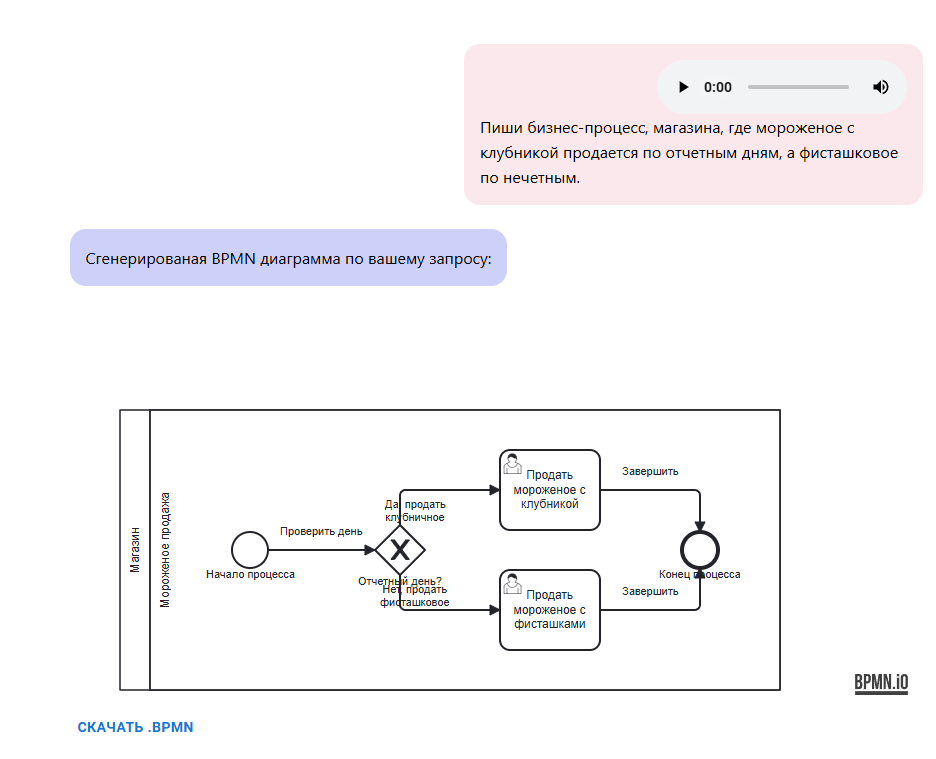 0:00
Пиши бизнес-процесс, магазина, где мороженое с
клубникой продается по отчетным дням, а фисташковое
по нечетным.
Сгенерированая BPMN диаграмма по вашему запросу:
Магазин
Мороженое продажа
Начало процесса
Проверить день
Отчетный день?
Да, продать
клубничное
Нет, продать
фисташковое
Продать
мороженое с
клубникой
Продать
мороженое с
фисташками
Завершить
Завершить
Конец процесса
BPMN.iO
СКАЧАТЬ .BPMN